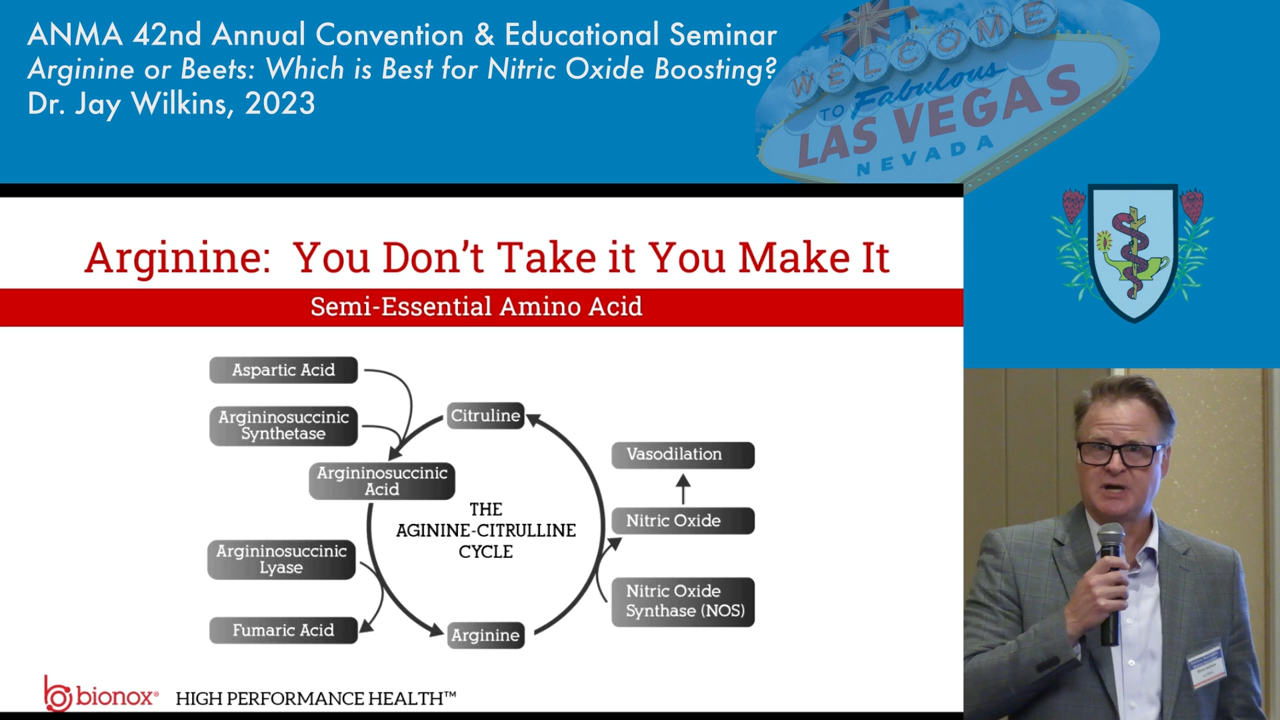 ANMA 42nd Annual Convention & Educational Seminar
Arginine or Beets: Which is Best for Nitric Oxide Boosting?
Dr. Jay Wilkins, 2023
WELCOME
TO Fabulous
LAS VEGAS
NEVADA
Arginine: You Don't Take it You Make It
Semi-Essential Amino Acid
Aspartic Acid
Argininosuccinic
Synthetase
Citruline
Argininosuccinic
Acid
THE
AGININE-CITRULLINE
CYCLE
Vasodilation
Nitric Oxide
Argininosuccinic
Lyase
Nitric Oxide
Synthase (NOS)
Fumaric Acid
Arginine
bionox® HIGH PERFORMANCE HEALTH™